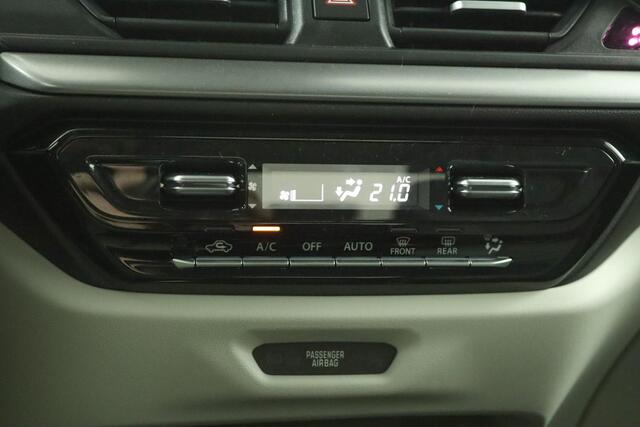 A/C
21.0
A/C OFF AUTO FRONT REAR
PASSENGER
AIRBAG